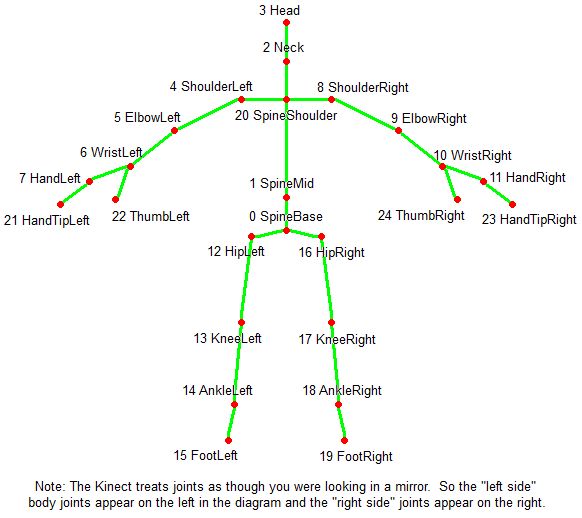 3 Head
2 Neck
4 ShoulderLeft
8 ShoulderRight
5 ElbowLeft
20 SpineShoulder
9 ElbowRight
6 WristLeft
10 WristRight
7 HandLeft
1 SpineMid
11 HandRight
21 HandTipLeft
22 ThumbLeft
0 SpineBase
24 ThumbRight
23 HandTipRight
12 HipLeft
16 HipRight
13 KneeLeft
17 KneeRight
14 AnkleLeft
18 AnkleRight
15 FootLeft
19 FootRight
Note: The Kinect treats joints as though you were looking in a mirror.  So the "left side"
body joints appear on the left in the diagram and the "right side" joints appear on the right.